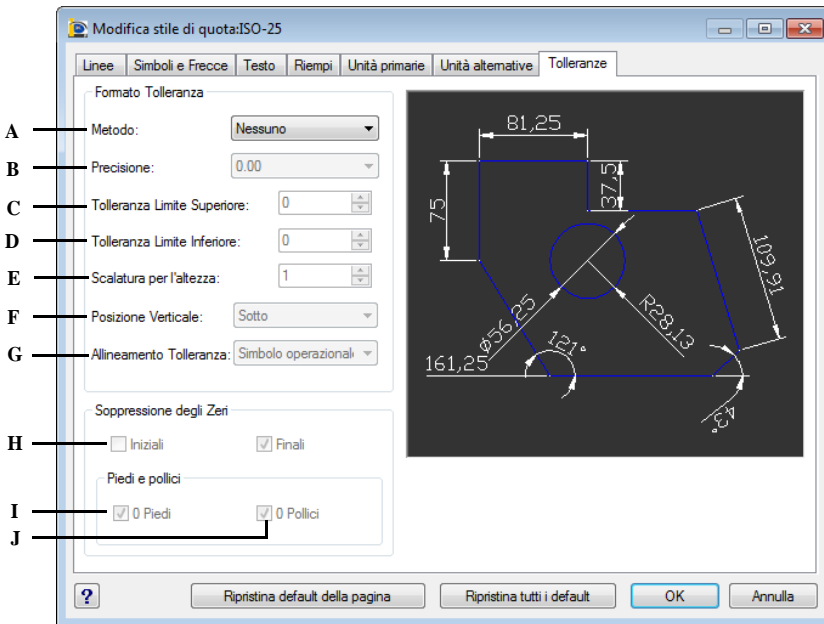 Modifica stile di quota:ISO-25
Linee Simboli e Frecce Testo Riempi Unità primarie Unità alternative Tolleranze
Formato Tolleranza
A Metodo: Nessuno
B Precisione: 0.00
C Tolleranza Limite Superiore: 0
D Tolleranza Limite Inferiore: 0
E Scalatura per l'altezza: 1
F Posizione Verticale: Sotto
G Allineamento Tolleranza: Simbolo operazionale
Soppressione degli Zeri
H Iniziali Finali
Piedi e pollici
I 0 Piedi 0 Pollici
J
81,25
75
37,5
109,91
Ø56,25
R28,13
121°
161,25
43°
? Ripristina default della pagina Ripristina tutti i default OK Annulla